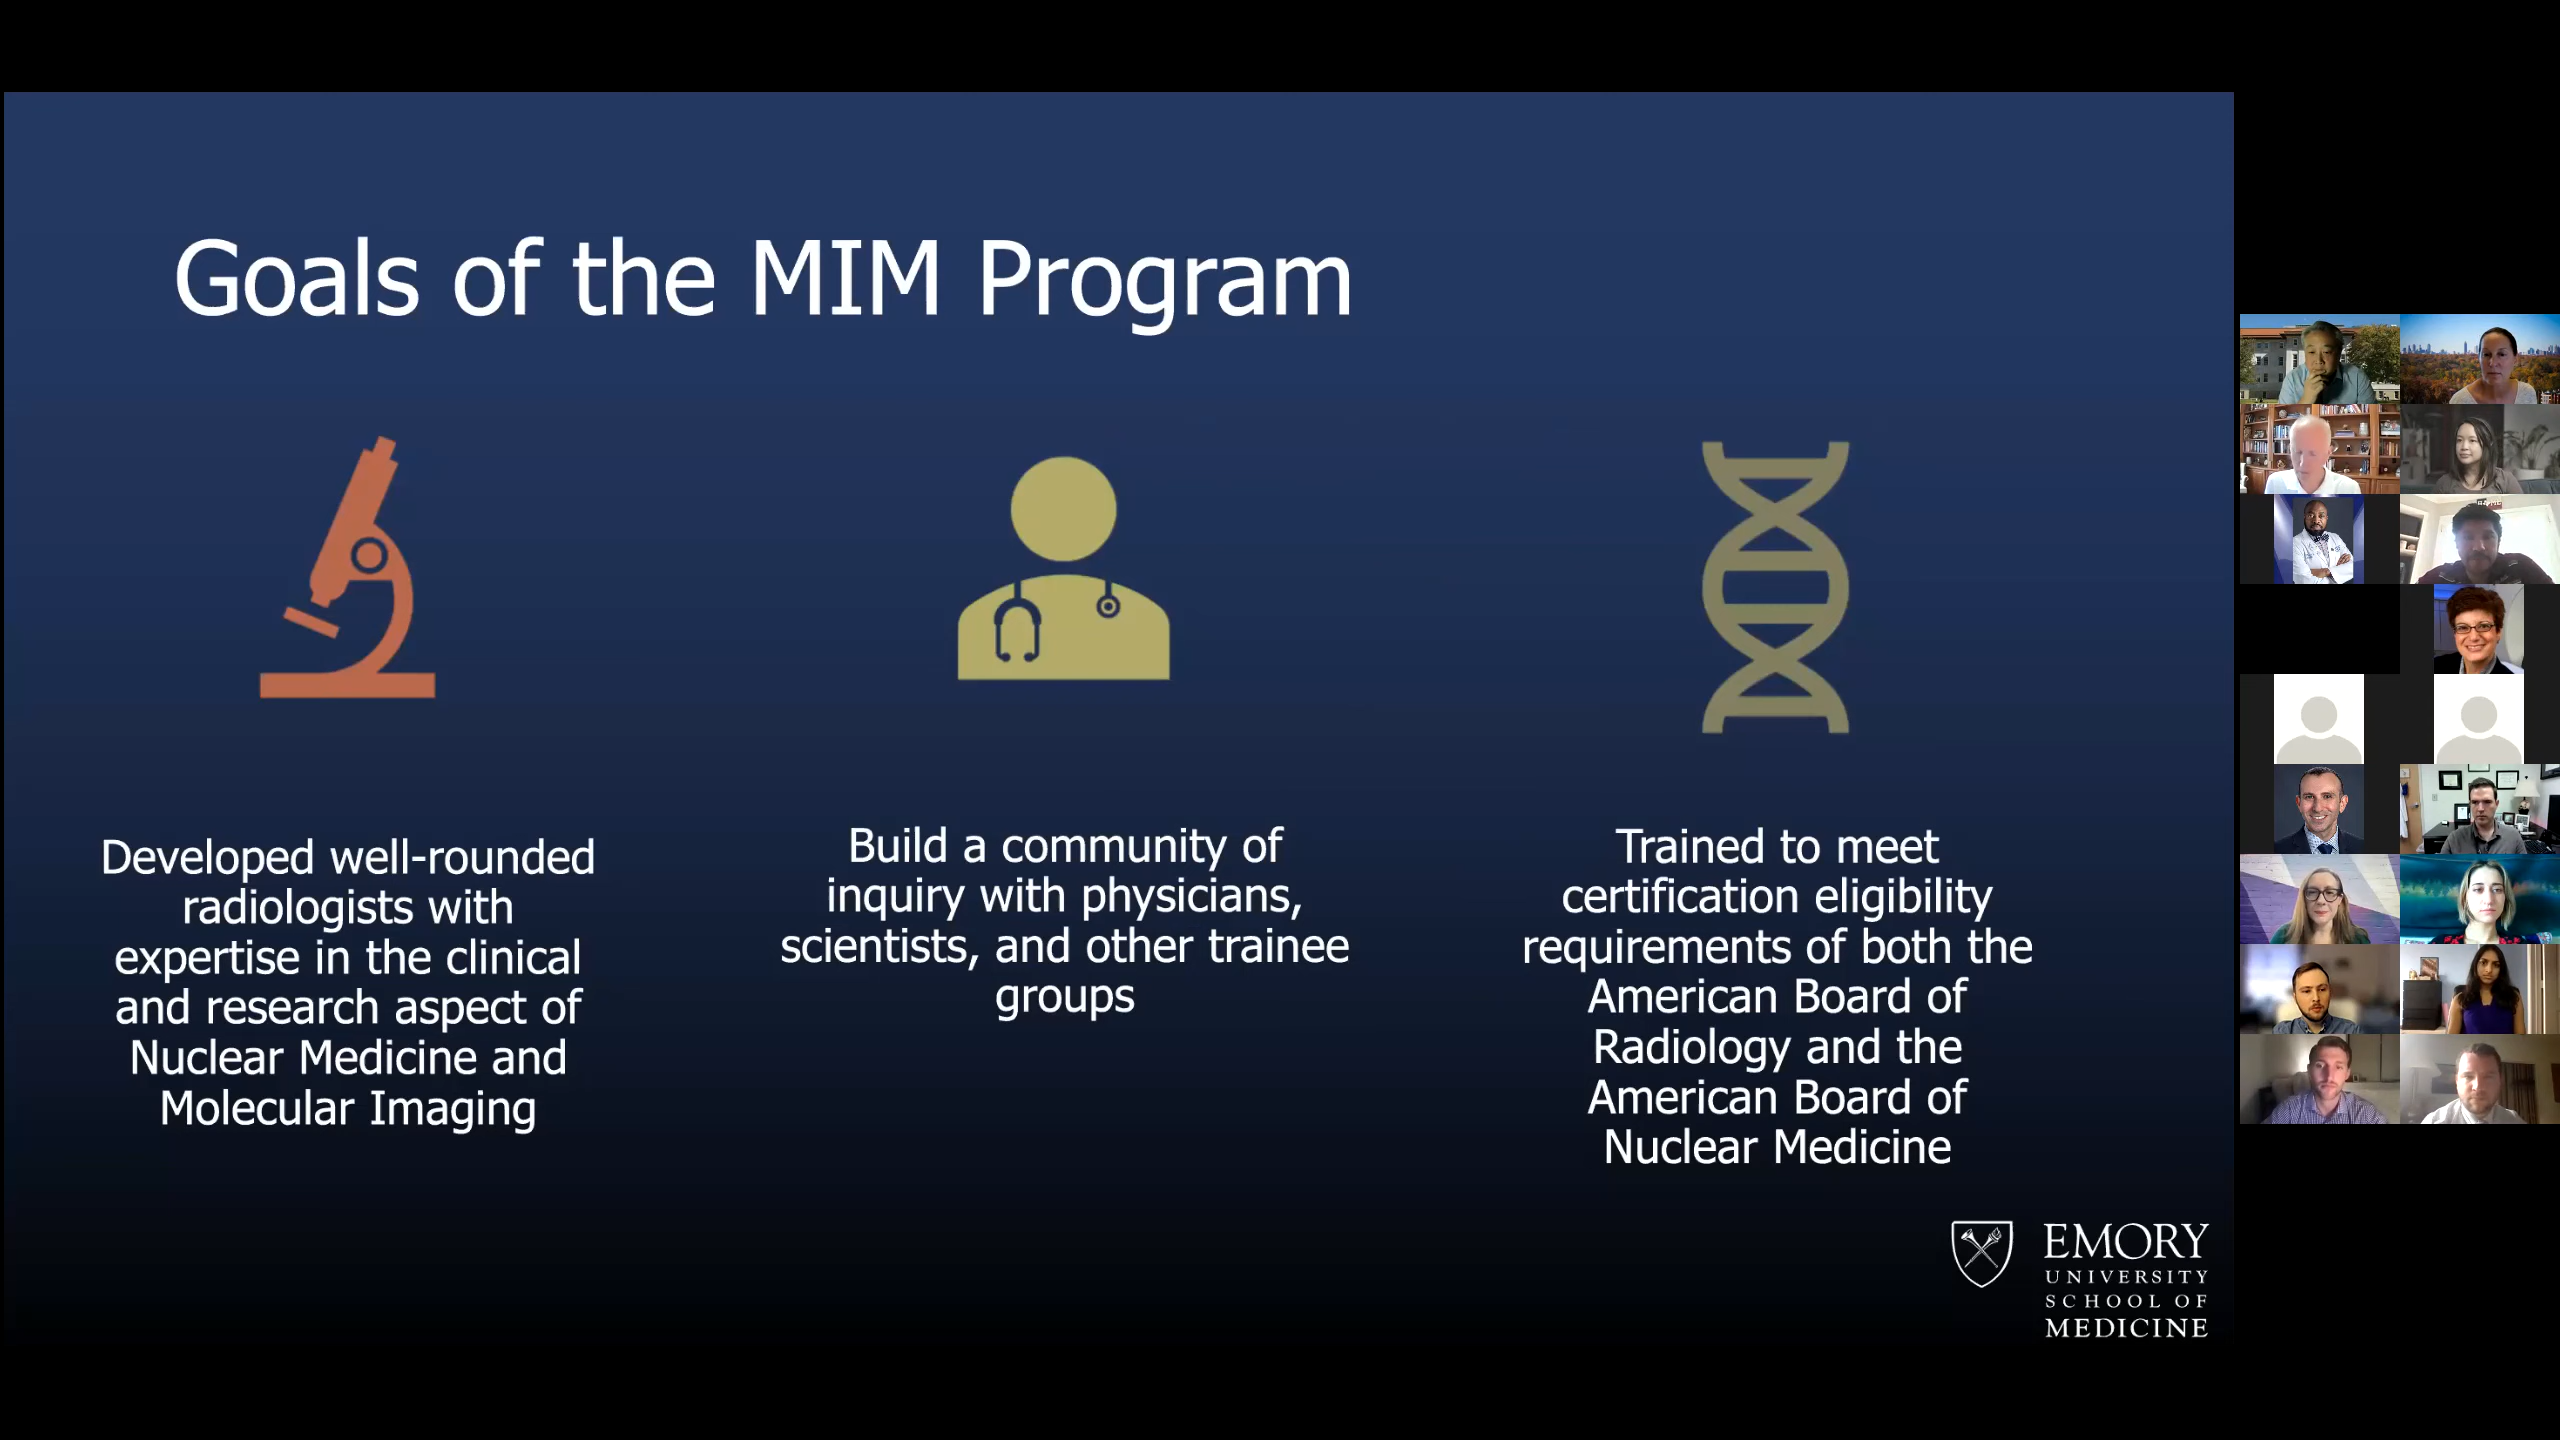 Goals of the MIM Program
Developed well-rounded
radiologists with
expertise in the clinical
and research aspect of
Nuclear Medicine and
Molecular Imaging
Build a community of
inquiry with physicians,
scientists, and other trainee
groups
Trained to meet
certification eligibility
requirements of both the
American Board of
Radiology and the
American Board of
Nuclear Medicine
EMORY
UNIVERSITY
SCHOOL OF
MEDICINE